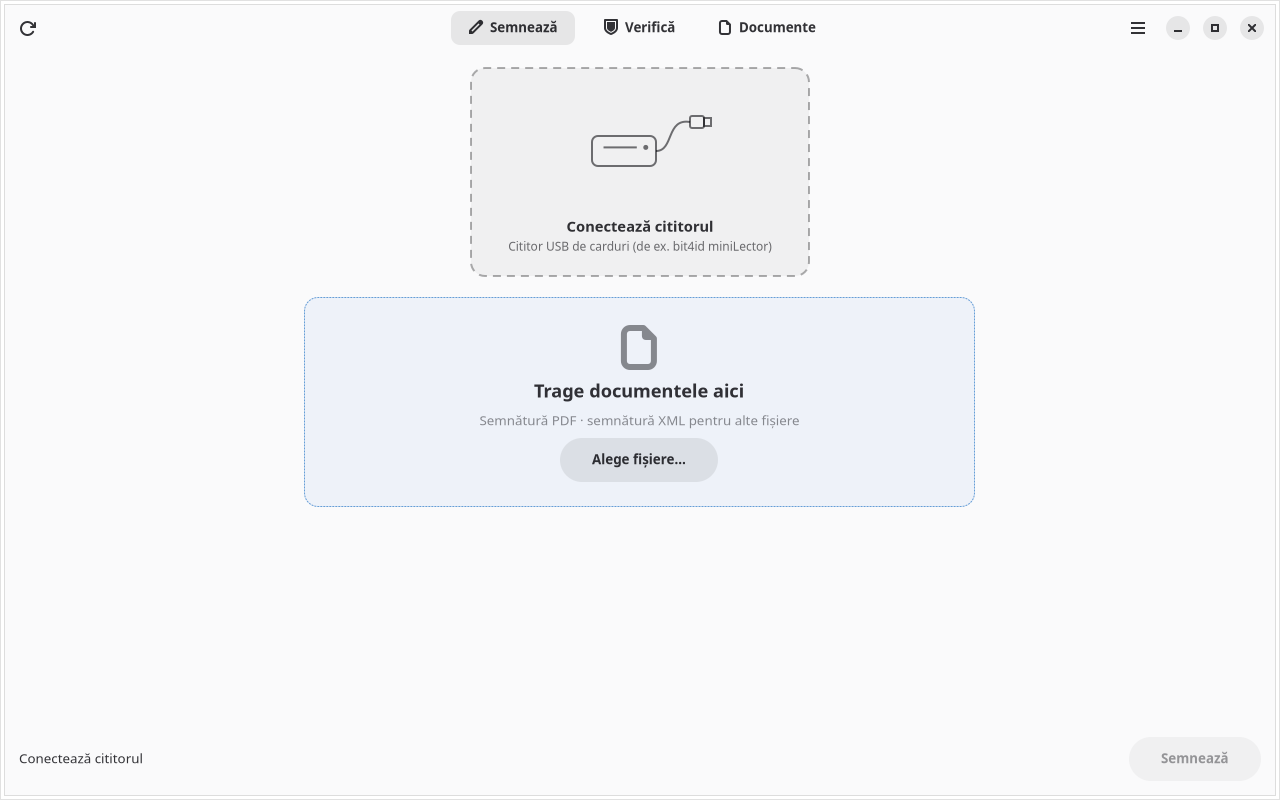 Semnează
Verifică
Documente
Conectează cititorul
Cititor USB de carduri (de ex. bit4id miniLector)
Trage documentele aici
Semnătură PDF · semnătură XML pentru alte fișiere
Alege fișiere...
Conectează cititorul
Semnează